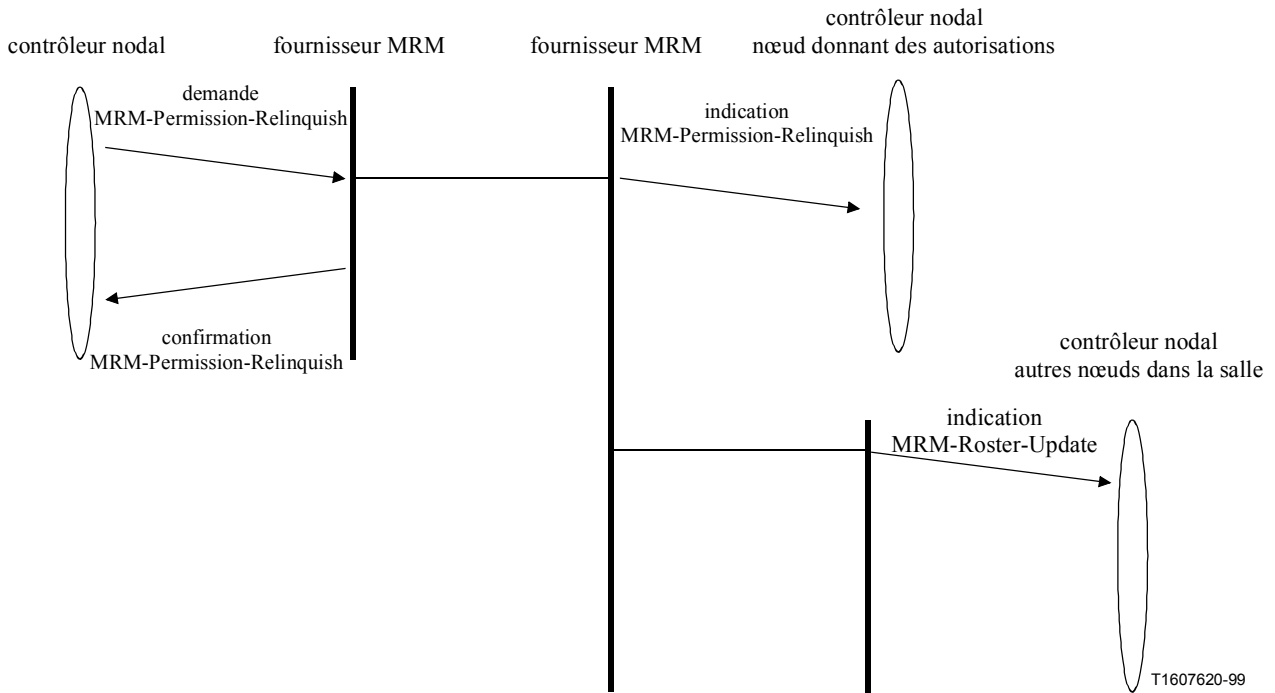 contrôleur nodal
fournisseur MRM
fournisseur MRM
contrôleur nodal
nœud donnant des autorisations
demande
MRM-Permission-Relinquish
indication
MRM-Permission-Relinquish
confirmation
MRM-Permission-Relinquish
contrôleur nodal
autres nœuds dans la salle
indication
MRM-Roster-Update
T1607620-99